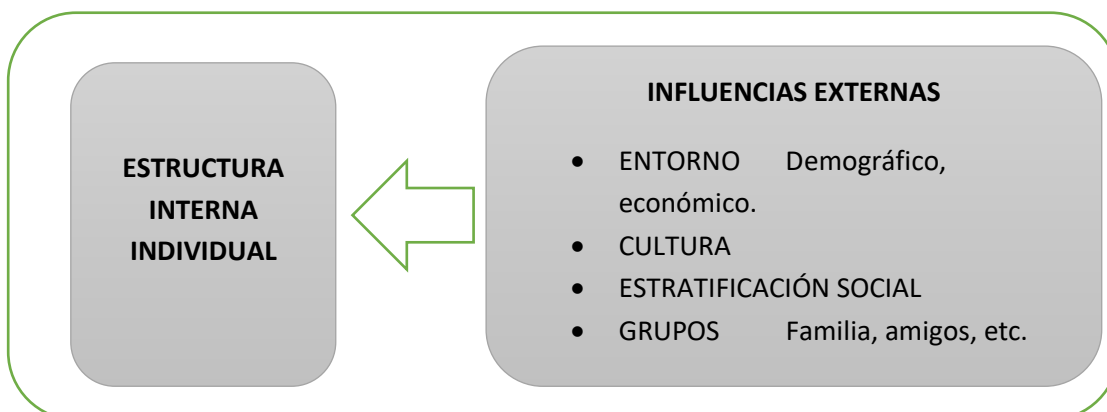 ESTRUCTURA
INTERNA
INDIVIDUAL
INFLUENCIAS EXTERNAS
• ENTORNO Demográfico,
económico.
• CULTURA
• ESTRATIFICACIÓN SOCIAL
• GRUPOS Familia, amigos, etc.